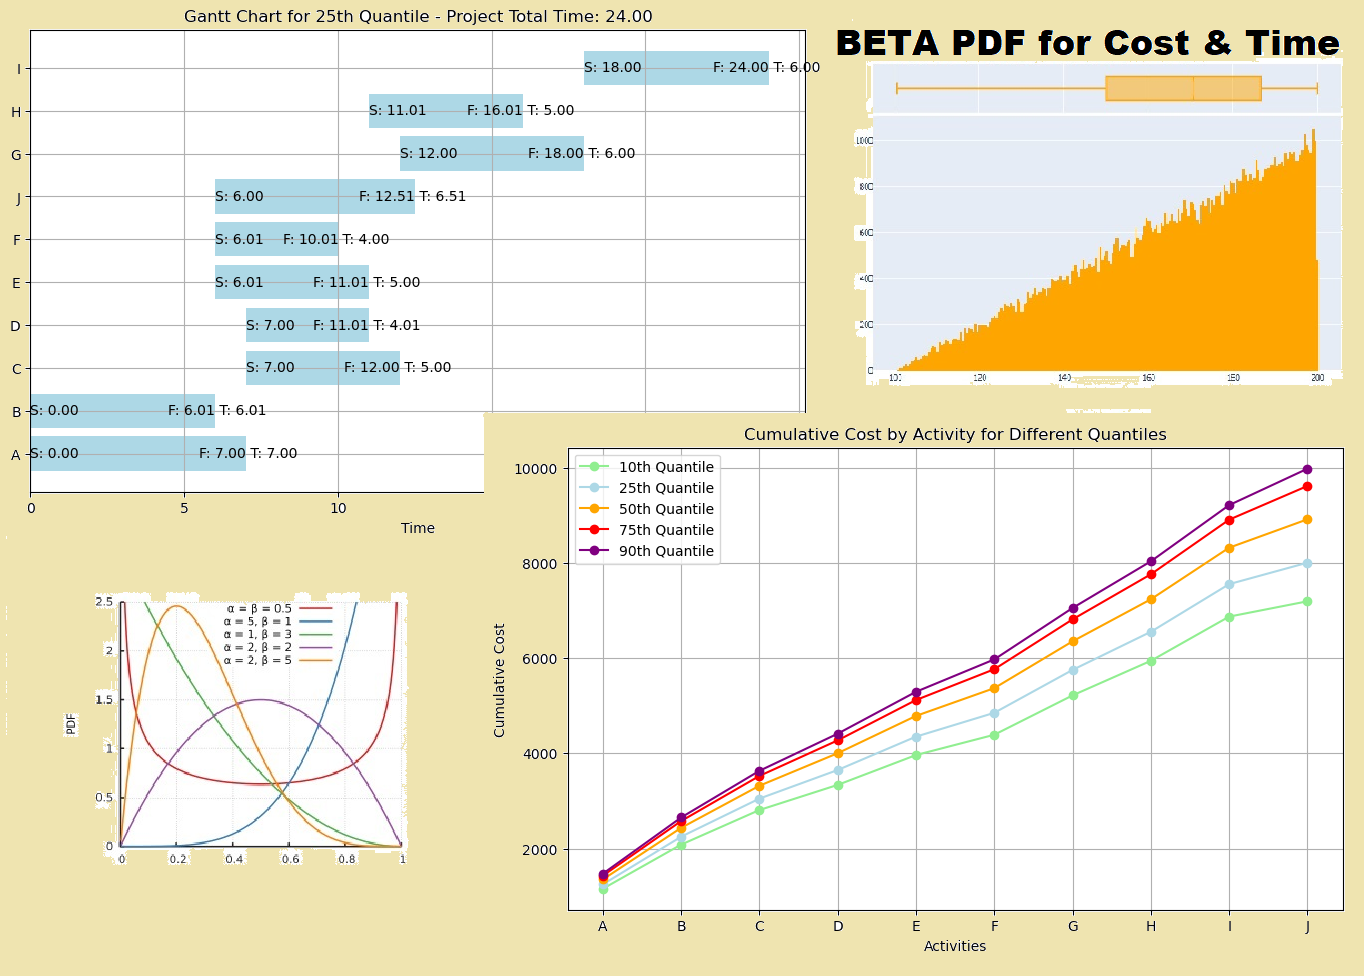 Gantt Chart for 25th Quantile - Project Total Time: 24.00
I S: 18.00 F: 24.00 T: 6.00
H S: 11.01 F: 16.01 T: 5.00
G S: 12.00 F: 18.00 T: 6.00
J S: 6.00 F: 12.51 T: 6.51
F S: 6.01 F: 10.01 T: 4.00
E S: 6.01 F: 11.01 T: 5.00
D S: 7.00 F: 11.01 T: 4.01
C S: 7.00 F: 12.00 T: 5.00
B S: 0.00 F: 6.01 T: 6.01
A S: 0.00 F: 7.00 T: 7.00
0 5 10
Time
BETA PDF for Cost & Time
1000
800
600
400
200
0
100 120 140 160 180 200
2.5
2
1.5
1
0.5
0
PDF
α = β = 0.5
α = 5, β = 1
α = 1, β = 3
α = 2, β = 2
α = 2, β = 5
0 0.2 0.4 0.6 0.8 1
Cumulative Cost by Activity for Different Quantiles
10th Quantile
25th Quantile
50th Quantile
75th Quantile
90th Quantile
10000
8000
6000
4000
2000
Cumulative Cost
A B C D E F G H I J
Activities